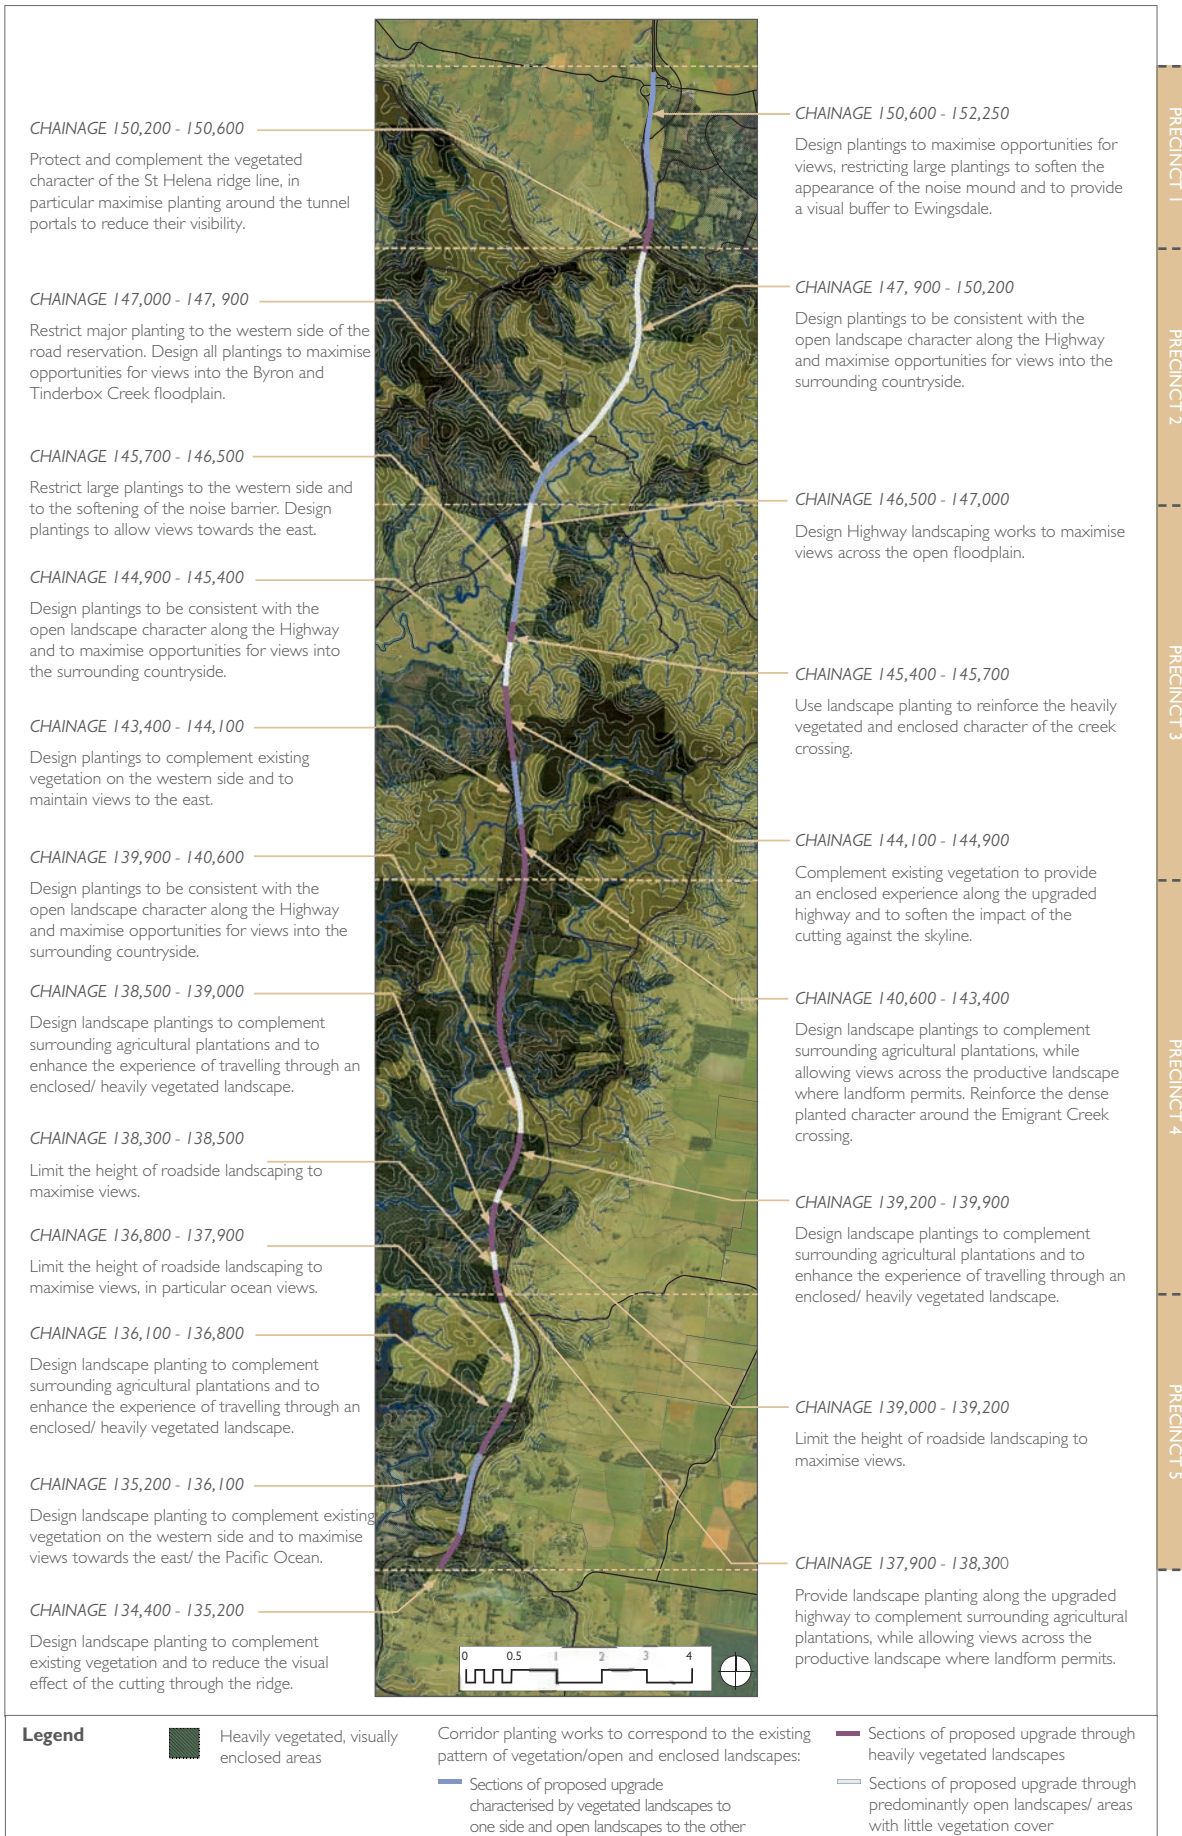 CHAINAGE 150,200 - 150,600
Protect and complement the vegetated
character of the St Helena ridge line, in
particular maximise planting around the tunnel
portals to reduce their visibility.
CHAINAGE 147,000 - 147, 900
Restrict major planting to the western side of the
road reservation. Design all plantings to maximise
opportunities for views into the Byron and
Tinderbox Creek floodplain.
CHAINAGE 145,700 - 146,500
Restrict large plantings to the western side and
to the softening of the noise barrier. Design
plantings to allow views towards the east.
CHAINAGE 144,900 - 145,400
Design plantings to be consistent with the
open landscape character along the Highway
and to maximise opportunities for views into
the surrounding countryside.
CHAINAGE 143,400 - 144,100
Design plantings to complement existing
vegetation on the western side and to
maintain views to the east.
CHAINAGE 139,900 - 140,600
Design plantings to be consistent with the
open landscape character along the Highway
and maximise opportunities for views into the
surrounding countryside.
CHAINAGE 138,500 - 139,000
Design landscape plantings to complement
surrounding agricultural plantations and to
enhance the experience of travelling through an
enclosed/ heavily vegetated landscape.
CHAINAGE 138,300 - 138,500
Limit the height of roadside landscaping to
maximise views.
CHAINAGE 136,800 - 137,900
Limit the height of roadside landscaping to
maximise views, in particular ocean views.
CHAINAGE 136,100 - 136,800
Design landscape planting to complement
surrounding agricultural plantations and to
enhance the experience of travelling through an
enclosed/ heavily vegetated landscape.
CHAINAGE 135,200 - 136,100
Design landscape planting to complement existing
vegetation on the western side and to maximise
views towards the east/ the Pacific Ocean.
CHAINAGE 134,400 - 135,200
Design landscape planting to complement
existing vegetation and to reduce the visual
effect of the cutting through the ridge.
0 0.5 1 2 3 4
CHAINAGE 150,600 - 152,250
Design plantings to maximise opportunities for
views, restricting large plantings to soften the
appearance of the noise mound and to provide
a visual buffer to Ewingsdale.
CHAINAGE 147, 900 - 150,200
Design plantings to be consistent with the
open landscape character along the Highway
and maximise opportunities for views into the
surrounding countryside.
CHAINAGE 146,500 - 147,000
Design Highway landscaping works to maximise
views across the open floodplain.
CHAINAGE 145,400 - 145,700
Use landscape planting to reinforce the heavily
vegetated and enclosed character of the creek
crossing.
CHAINAGE 144,100 - 144,900
Complement existing vegetation to provide
an enclosed experience along the upgraded
highway and to soften the impact of the
cutting against the skyline.
CHAINAGE 140,600 - 143,400
Design landscape plantings to complement
surrounding agricultural plantations, while
allowing views across the productive landscape
where landform permits. Reinforce the dense
planted character around the Emigrant Creek
crossing.
CHAINAGE 139,200 - 139,900
Design landscape plantings to complement
surrounding agricultural plantations and to
enhance the experience of travelling through an
enclosed/ heavily vegetated landscape.
CHAINAGE 139,000 - 139,200
Limit the height of roadside landscaping to
maximise views.
CHAINAGE 137,900 - 138,300
Provide landscape planting along the upgraded
highway to complement surrounding agricultural
plantations, while allowing views across the
productive landscape where landform permits.
PRECINCT 1
PRECINCT 2
PRECINCT 3
PRECINCT 4
PRECINCT 5
Legend
Heavily vegetated, visually
enclosed areas
Corridor planting works to correspond to the existing
pattern of vegetation/open and enclosed landscapes:
Sections of proposed upgrade
characterised by vegetated landscapes to
one side and open landscapes to the other
Sections of proposed upgrade through
heavily vegetated landscapes
Sections of proposed upgrade through
predominantly open landscapes/ areas
with little vegetation cover